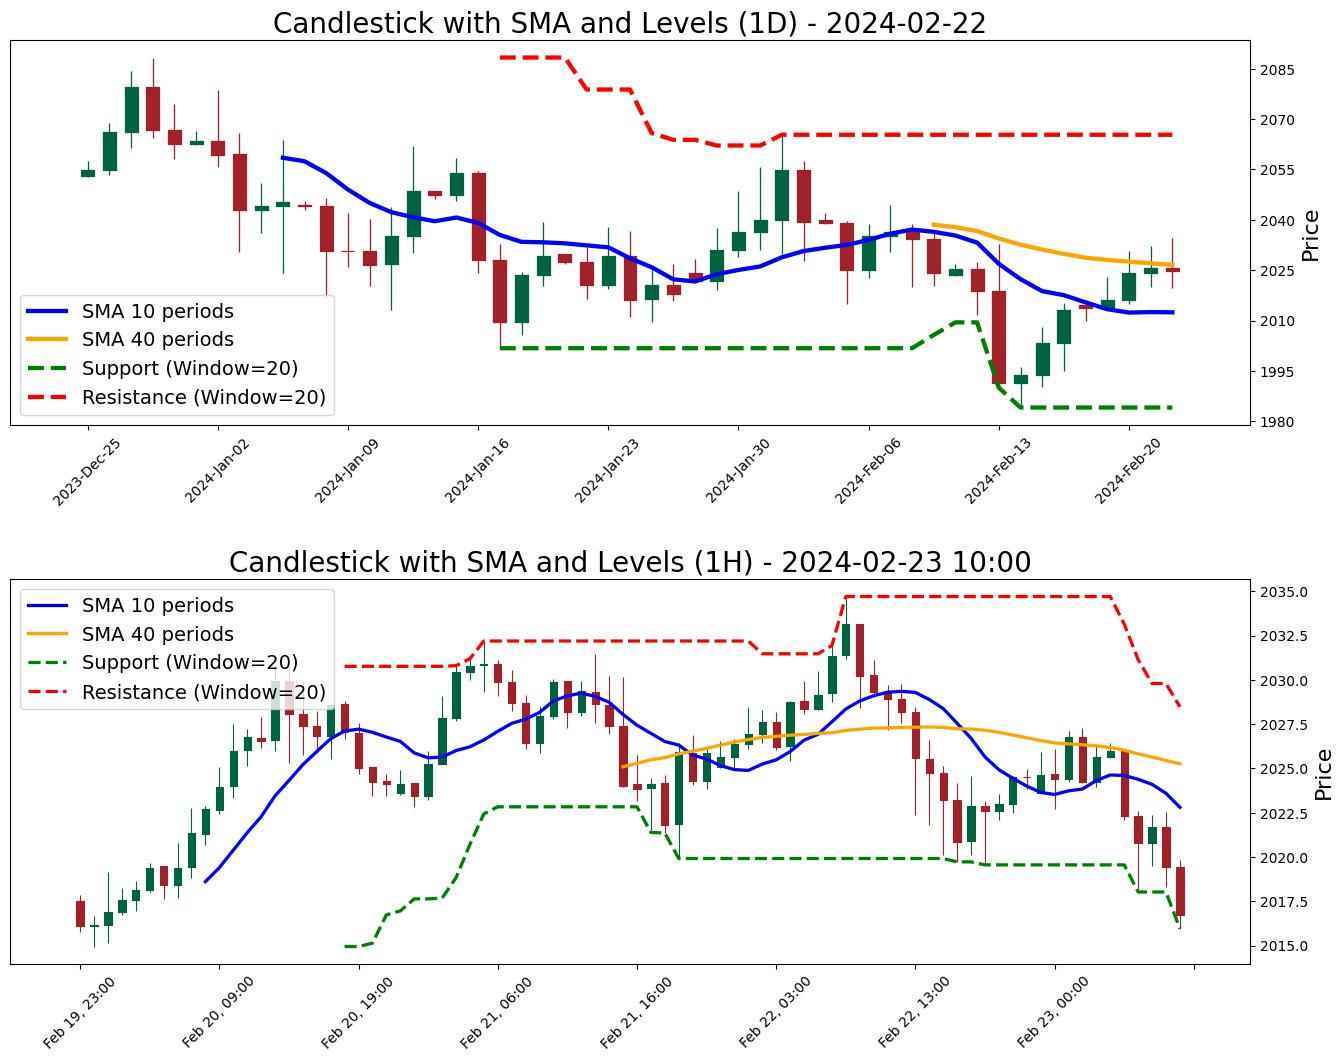 Candlestick with SMA and Levels (1D) - 2024-02-22
2085
2070
2055
2040
2025
2010
1995
1980
Price
SMA 10 periods
SMA 40 periods
Support (Window=20)
Resistance (Window=20)
2023-Dec-25
2024-Jan-02
2024-Jan-09
2024-Jan-16
2024-Jan-23
2024-Jan-30
2024-Feb-06
2024-Feb-13
2024-Feb-20
Candlestick with SMA and Levels (1H) - 2024-02-23 10:00
SMA 10 periods
SMA 40 periods
Support (Window=20)
Resistance (Window=20)
2035.0
2032.5
2030.0
2027.5
2025.0
2022.5
2020.0
2017.5
2015.0
Price
Feb 19, 23:00
Feb 20, 09:00
Feb 20, 19:00
Feb 21, 06:00
Feb 21, 16:00
Feb 22, 03:00
Feb 22, 13:00
Feb 23, 00:00